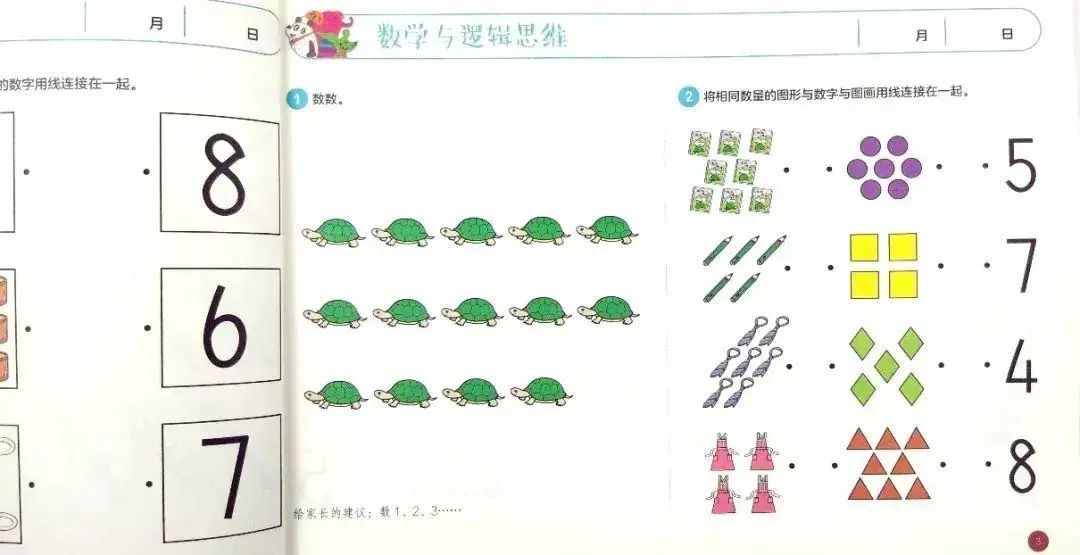 月 日
的数字用线连接在一起。
8
6
7
数学与逻辑思维
月 日
1 数数。
给家长的建议：数1、2、3……
2 将相同数量的图形与数字与图画用线连接在一起。
5
7
4
8
3